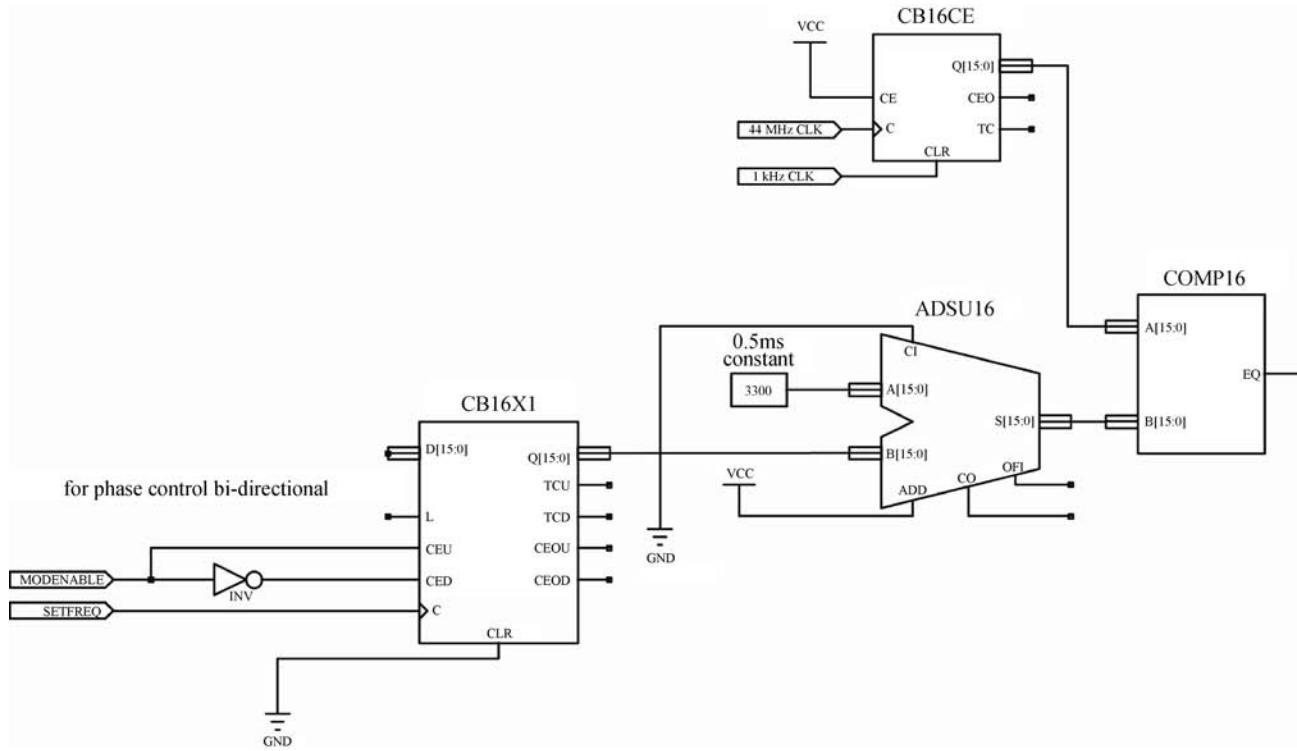 CB16CE
VCC
Q[15:0]
CE
CEO
44 MHz CLK
C
TC
CLR
1 kHz CLK
COMP16
ADSU16
A[15:0]
0.5ms
constant
CI
EQ
3300
A[15:0]
CB16X1
S[15:0]
B[15:0]
D[15:0]
Q[15:0]
B[15:0]
OFI
VCC
CO
for phase control bi-directional
TCU
ADD
L
TCD
GND
CEU
CEOU
MODENABLE
CED
CEOD
INV
SETFREQ
C
CLR
GND